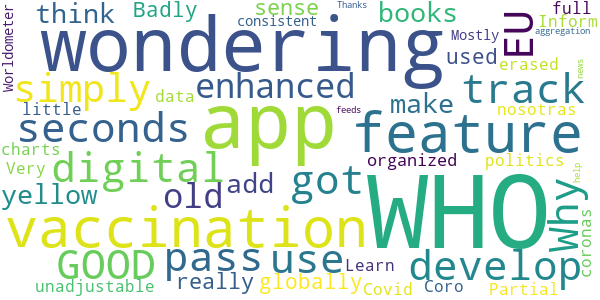 Thanks
think Badly sense books full
consistent Inform
wondering EU Mostly aggregation
Worldometer
simply enhanced used erased
track
little data app make nosotras news
seconds feature
charts feeds
digital organized politics
Very
yellow old add got WHO Why
vaccination coronas help
GOOD pass use develop
Learn
unadjustable really globally Covid Coro Partial